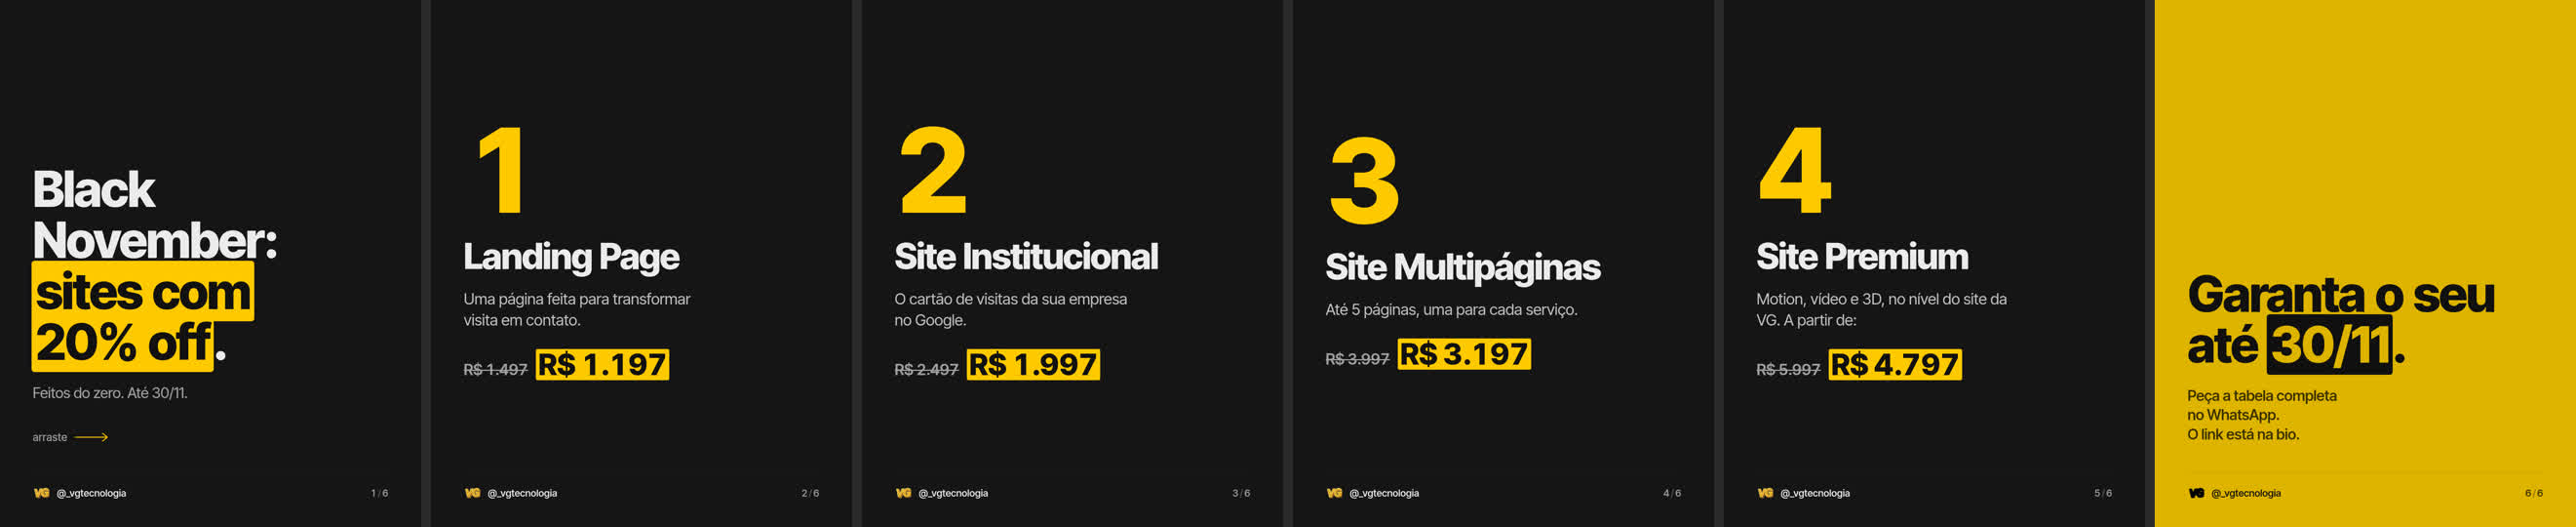 Black
November:
sites com
20% off.
Feitos do zero. Até 30/11.
arraste
VG @_vgtecnologia 1/6
1
Landing Page
Uma página feita para transformar
visita em contato.
R$ 1.497 R$ 1.197
VG @_vgtecnologia 2/6
2
Site Institucional
O cartão de visitas da sua empresa
no Google.
R$ 2.497 R$ 1.997
VG @_vgtecnologia 3/6
3
Site Multipáginas
Até 5 páginas, uma para cada serviço.
R$ 3.997 R$ 3.197
VG @_vgtecnologia 4/6
4
Site Premium
Motion, vídeo e 3D, no nível do site da
VG. A partir de:
R$ 5.997 R$ 4.797
VG @_vgtecnologia 5/6
Garanta o seu
até 30/11.
Peça a tabela completa
no WhatsApp.
O link está na bio.
VG @_vgtecnologia 6/6